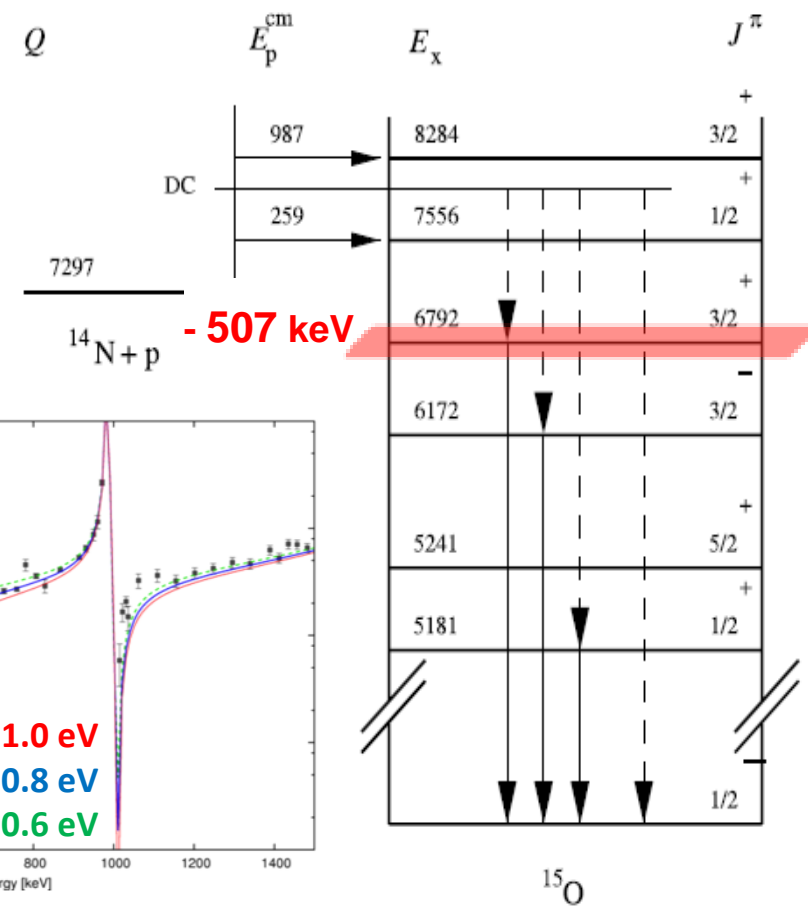 Q E_p^cm E_x J^π
+
987 8284 3/2
DC
+
259 7556 1/2
7297
+
- 507 keV 6792 3/2
¹⁴N + p
−
6172 3/2
+
5241 5/2
+
5181 1/2
1.0 eV
0.8 eV
0.6 eV
−
1/2
800 1000 1200 1400
rgy [keV]
¹⁵O